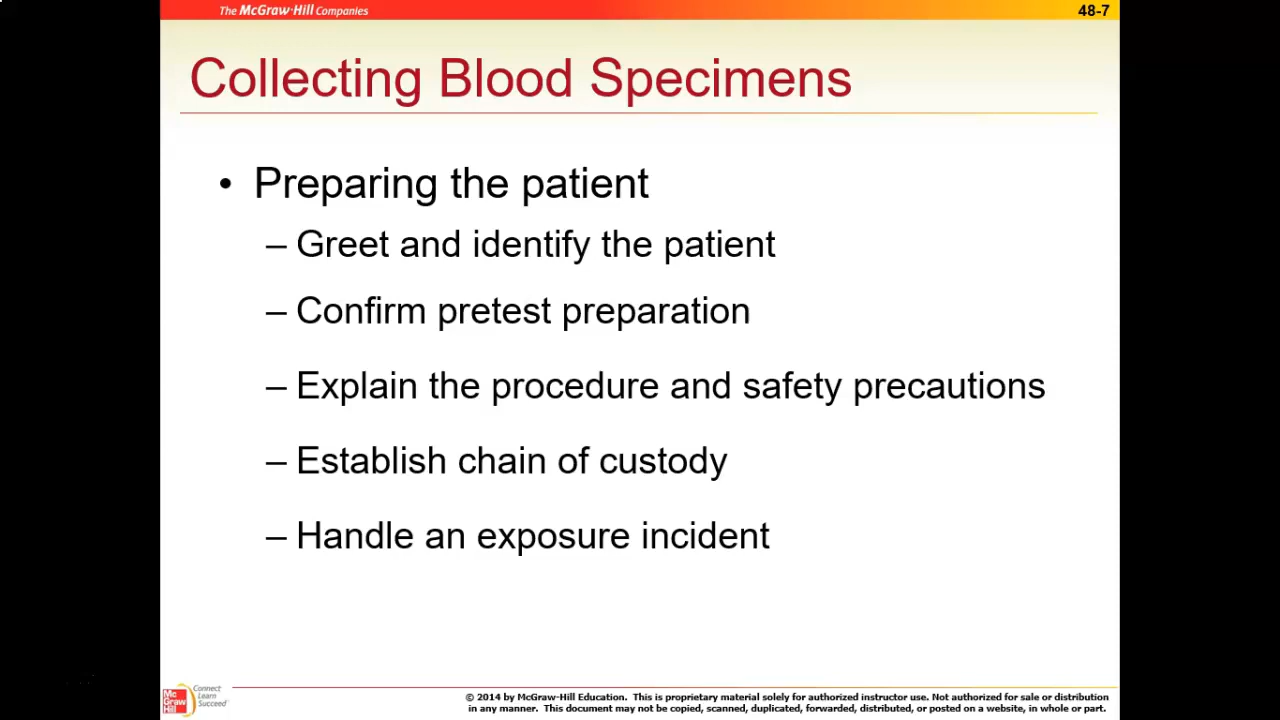 The McGraw-Hill Companies
48-7
Collecting Blood Specimens
• Preparing the patient
– Greet and identify the patient
– Confirm pretest preparation
– Explain the procedure and safety precautions
– Establish chain of custody
– Handle an exposure incident
Mc
Graw
Hill
Connect
Learn
Succeed
© 2014 by McGraw-Hill Education. This is proprietary material solely for authorized instructor use. Not authorized for sale or distribution
in any manner. This document may not be copied, scanned, duplicated, forwarded, distributed, or posted on a website, in whole or part.